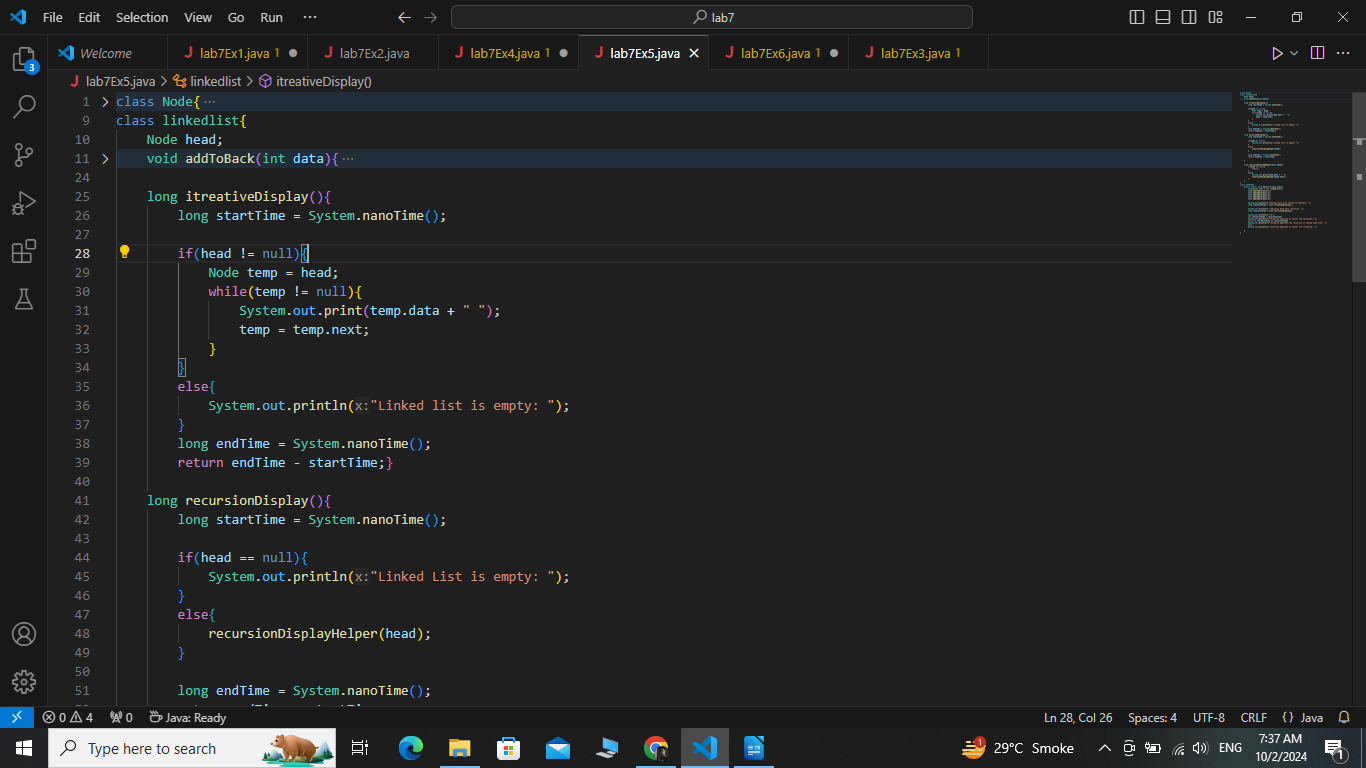 File Edit Selection View Go Run ··· lab7
Welcome lab7Ex1.java 1 lab7Ex2.java lab7Ex4.java 1 lab7Ex5.java lab7Ex6.java 1 lab7Ex3.java 1
lab7Ex5.java > linkedlist > itreativeDisplay()
1 class Node{ ···
9 class linkedlist{
10 Node head;
11 void addToBack(int data){ ···
24
25 long itreativeDisplay(){
26 long startTime = System.nanoTime();
27
28 if(head != null){
29 Node temp = head;
30 while(temp != null){
31 System.out.print(temp.data + " ");
32 temp = temp.next;
33 }
34 }
35 else{
36 System.out.println(x:"Linked list is empty: ");
37 }
38 long endTime = System.nanoTime();
39 return endTime - startTime;}
40
41 long recursionDisplay(){
42 long startTime = System.nanoTime();
43
44 if(head == null){
45 System.out.println(x:"Linked List is empty: ");
46 }
47 else{
48 recursionDisplayHelper(head);
49 }
50
51 long endTime = System.nanoTime();
3
0 4 0 Java: Ready Ln 28, Col 26 Spaces: 4 UTF-8 CRLF {} Java
Type here to search 29°C Smoke ENG 7:37 AM
10/2/2024 1